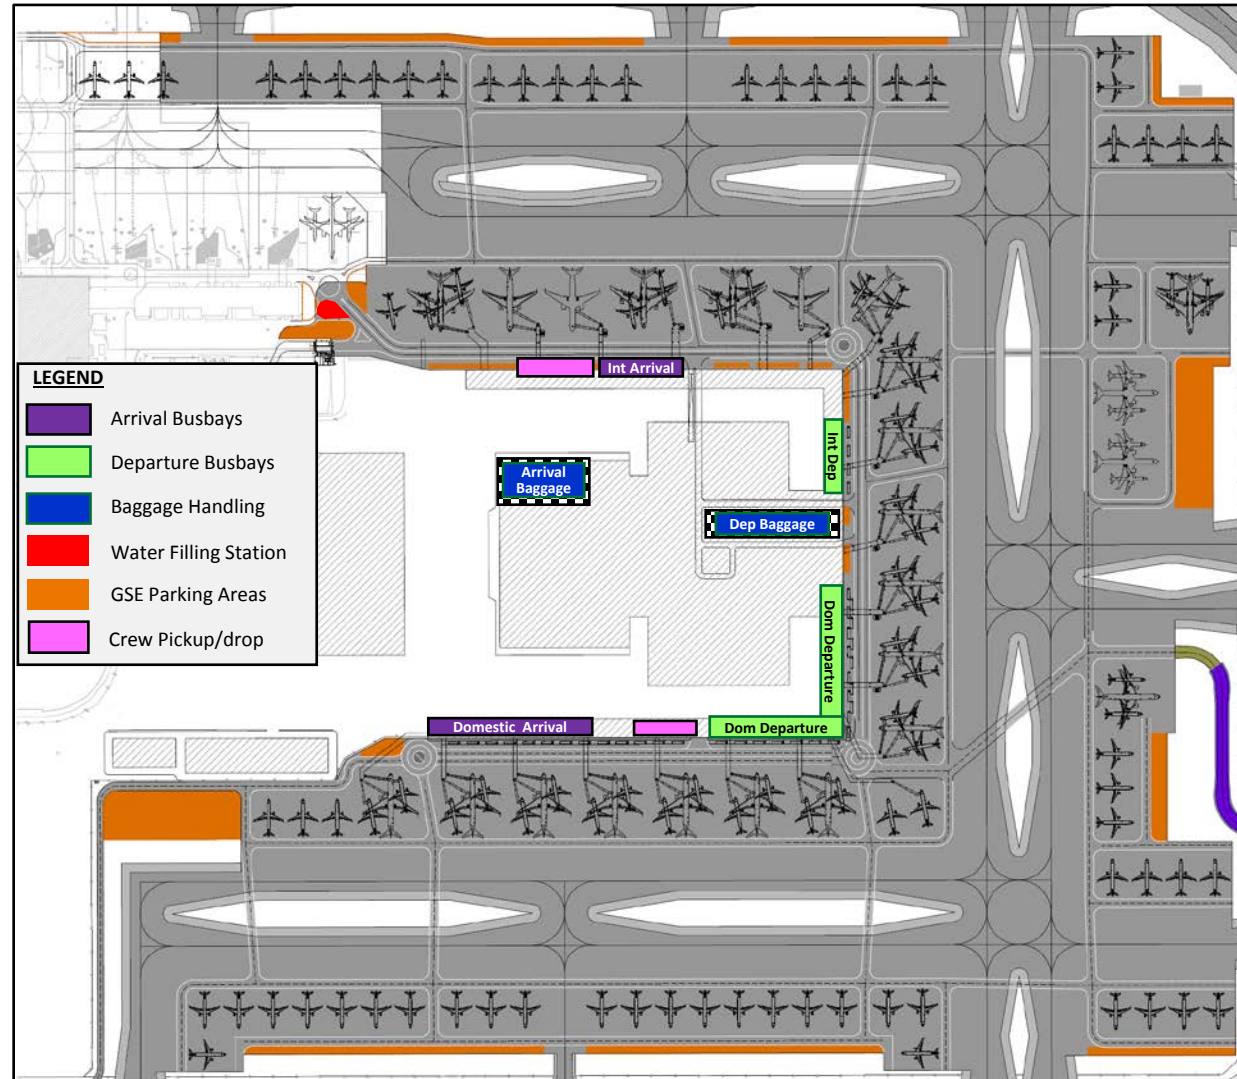 Int Arrival
LEGEND
Arrival Busbays
Departure Busbays
Baggage Handling
Water Filling Station
GSE Parking Areas
Crew Pickup/drop
Int Dep
Arrival
Baggage
Dep Baggage
Dom Departure
Domestic Arrival
Dom Departure